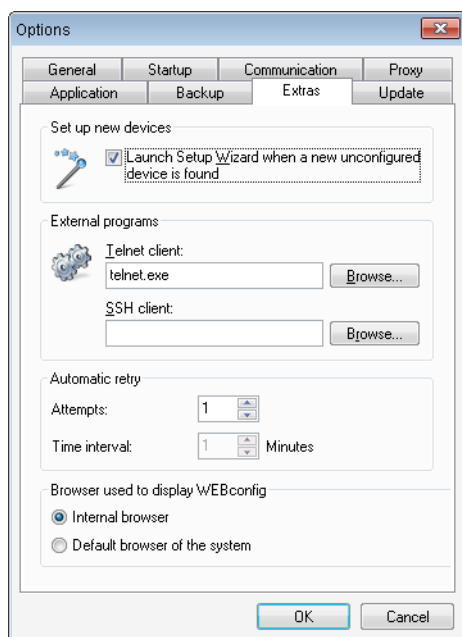 Options
General Startup Communication Proxy
Application Backup Extras Update
Set up new devices
Launch Setup Wizard when a new unconfigured
device is found
External programs
Telnet client:
telnet.exe Browse...
SSH client:
Browse...
Automatic retry
Attempts: 1
Time interval: 1 Minutes
Browser used to display WEBconfig
Internal browser
Default browser of the system
OK Cancel